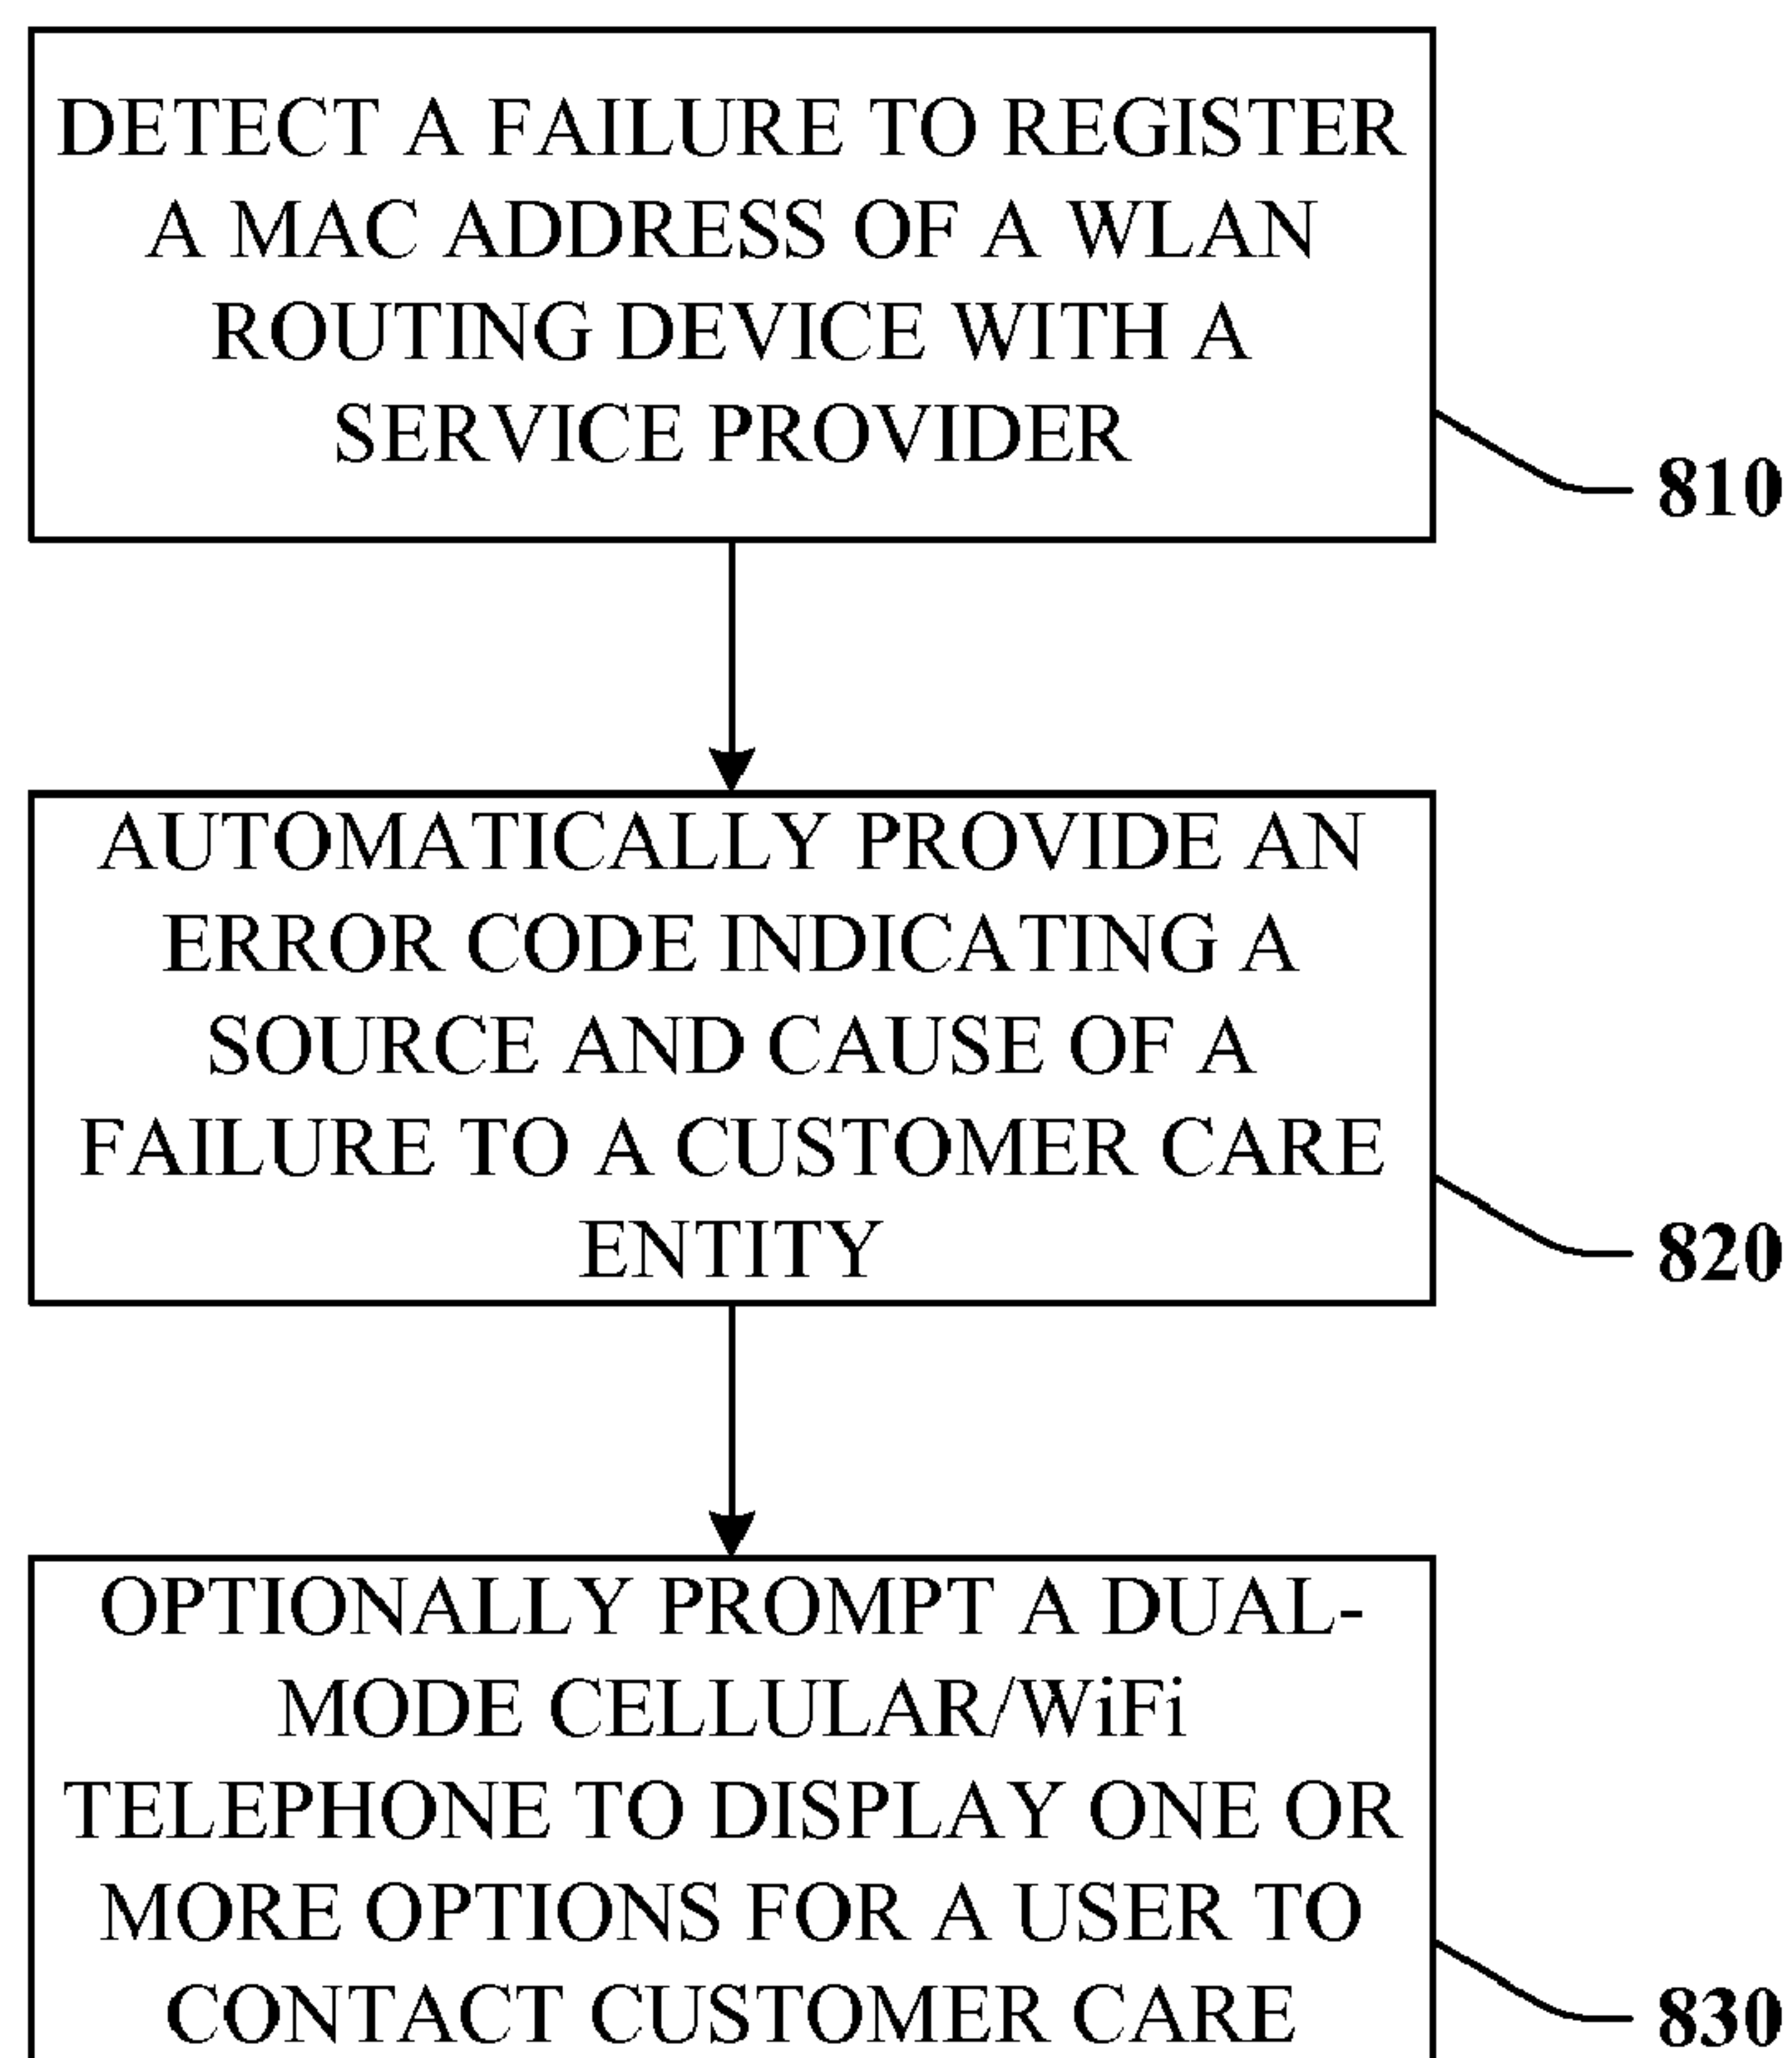 DETECT A FAILURE TO REGISTER
A MAC ADDRESS OF A WLAN
ROUTING DEVICE WITH A
SERVICE PROVIDER
810
AUTOMATICALLY PROVIDE AN
ERROR CODE INDICATING A
SOURCE AND CAUSE OF A
FAILURE TO A CUSTOMER CARE
ENTITY
820
OPTIONALLY PROMPT A DUAL-
MODE CELLULAR/WiFi
TELEPHONE TO DISPLAY ONE OR
MORE OPTIONS FOR A USER TO
CONTACT CUSTOMER CARE
830